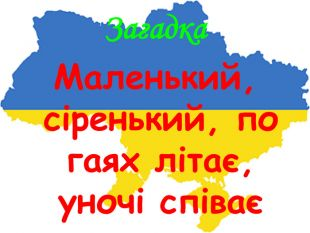 Загадка
Маленький,
сіренький, по
гаях літає,
уночі співає